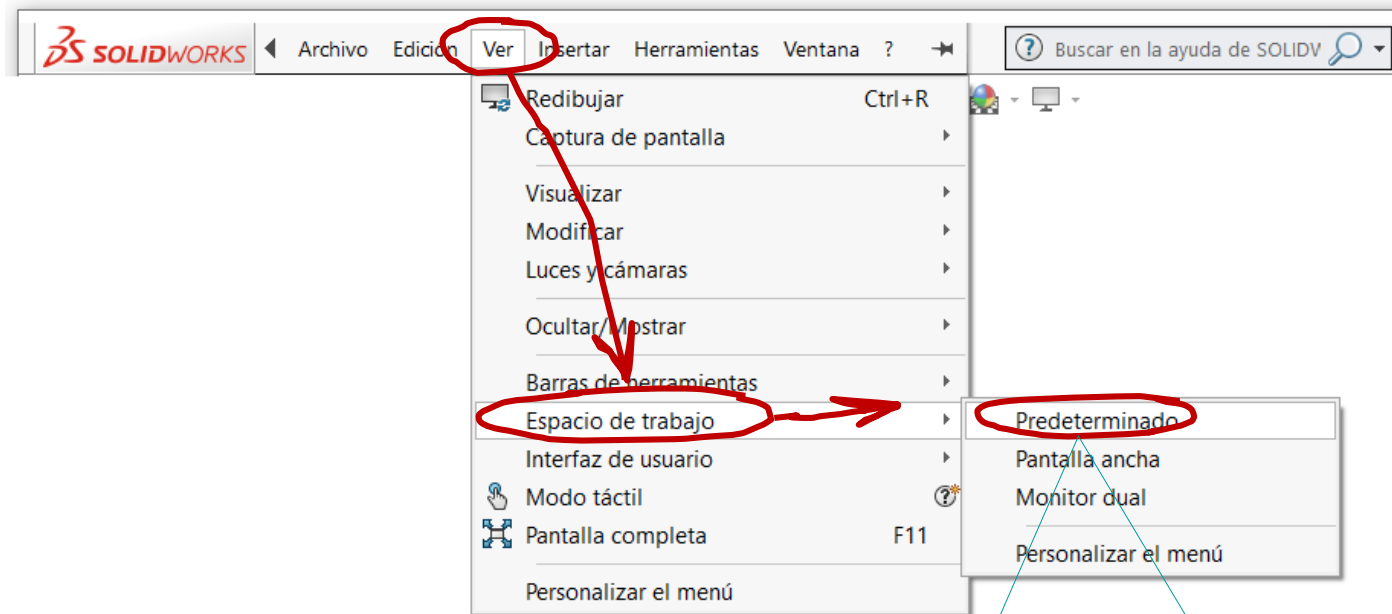 SOLIDWORKS Archivo Edición Ver Insertar Herramientas Ventana ? Buscar en la ayuda de SOLIDV
Redibujar Ctrl+R
Captura de pantalla
Visualizar
Modificar
Luces y cámaras
Ocultar/Mostrar
Barras de herramientas
Espacio de trabajo
Predeterminado
Interfaz de usuario
Pantalla ancha
Modo táctil
Monitor dual
Pantalla completa F11
Personalizar el menú
Personalizar el menú